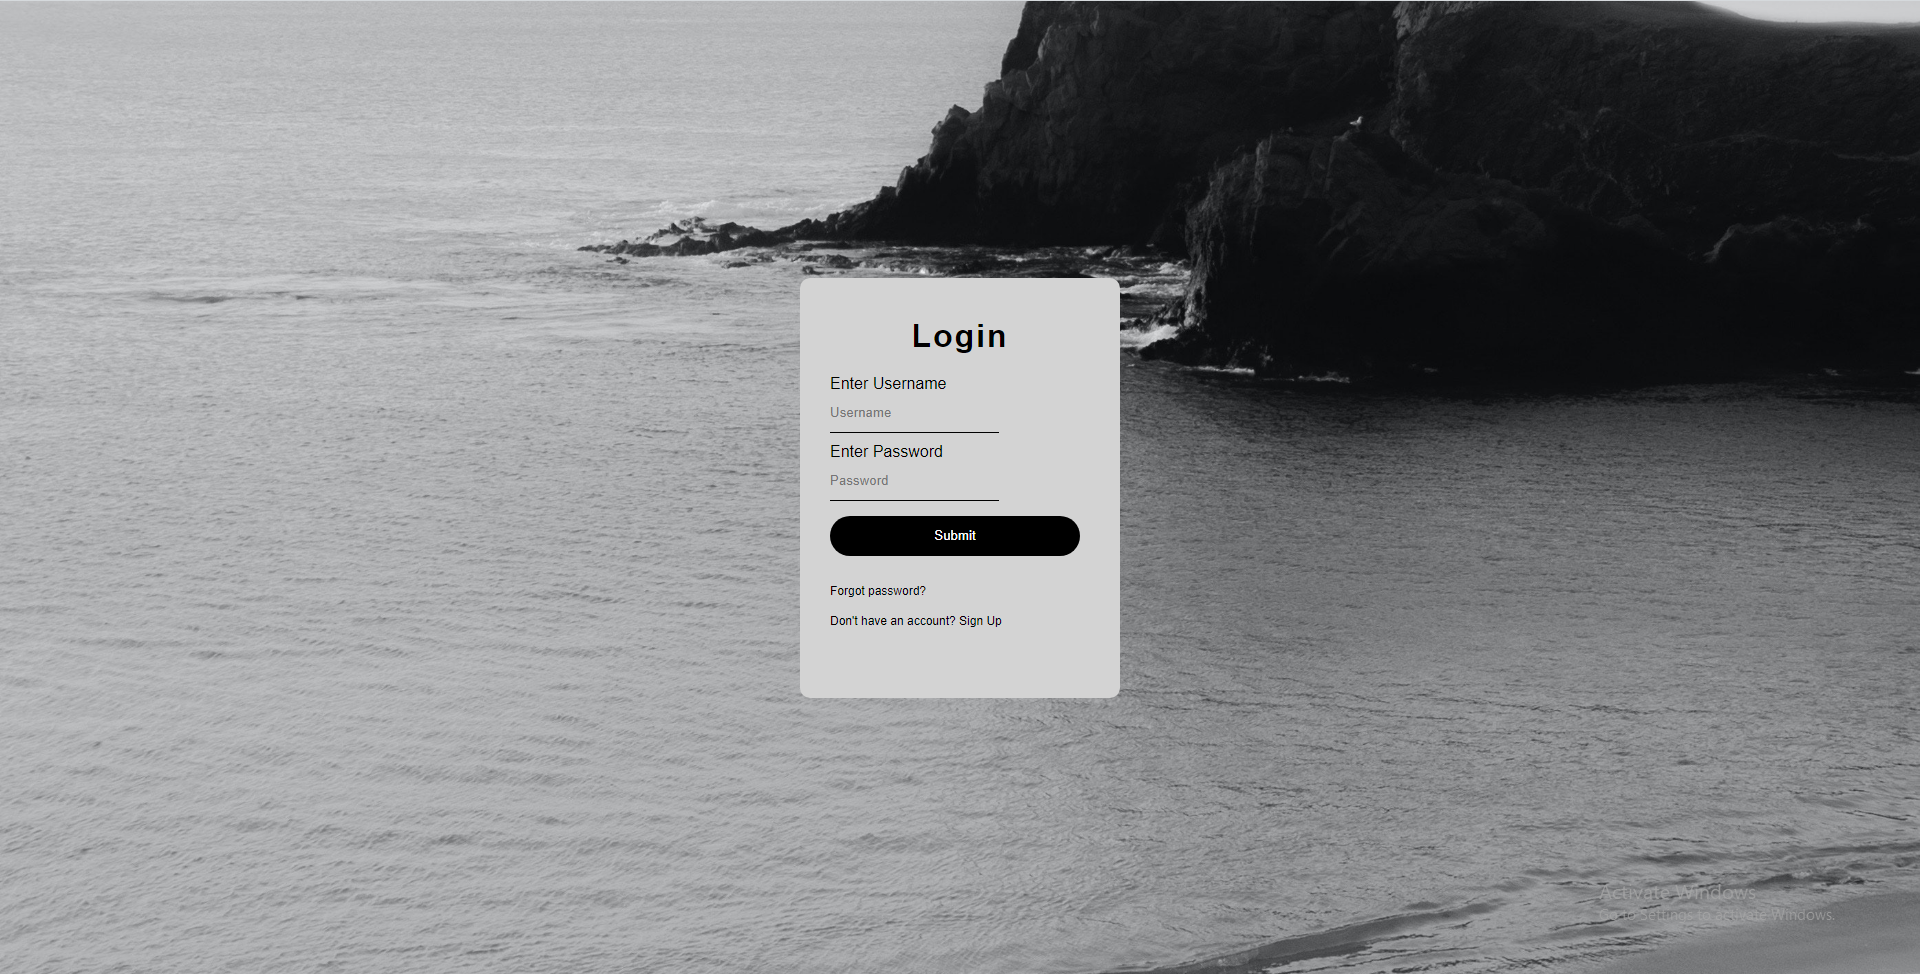 Login
Enter Username
Username
Enter Password
Password
Submit
Forgot password?
Don't have an account? Sign Up
Activate Windows
Go to Settings to activate Windows.